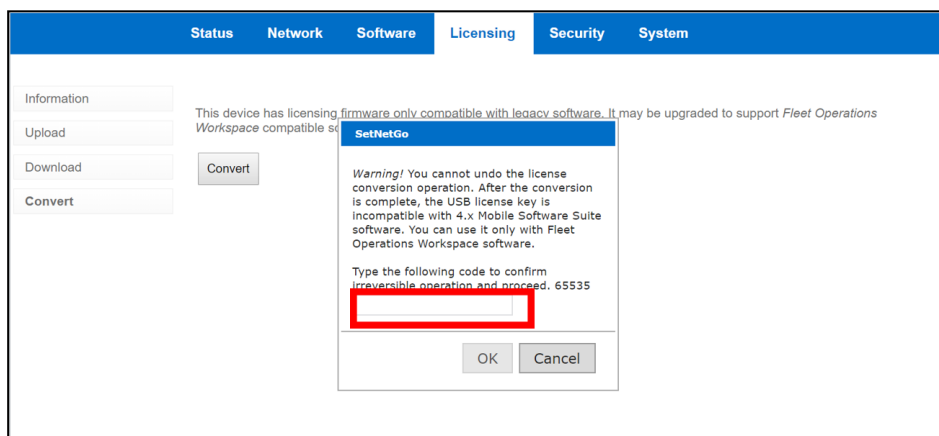 Status Network Software Licensing Security System
Information
Upload
Download
Convert
This device has licensing firmware only compatible with legacy software. It may be upgraded to support Fleet Operations
Workspace compatible
Convert
SetNetGo
Warning! You cannot undo the
license conversion operation. After the conversion
is complete, the USB license key is
incompatible with 4.x Mobile Software Suite
software. You can use it only with Fleet
Operations Workspace software.
Type the following code to confirm
irreversible operation and proceed. 65535
OK Cancel